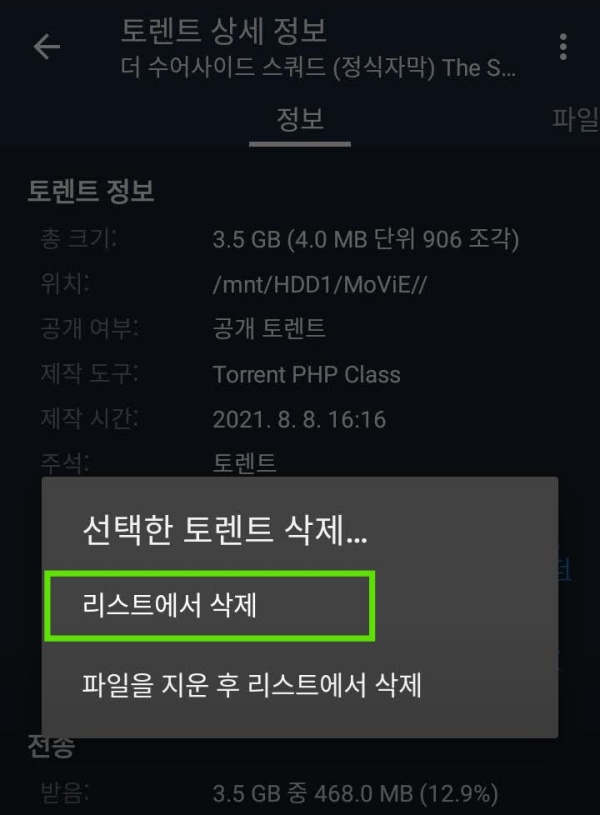 토렌트 상세 정보
더 수어사이드 스쿼드 (정식자막) The S...
정보
파일
토렌트 정보
총 크기: 3.5 GB (4.0 MB 단위 906 조각)
위치: /mnt/HDD1/MoViE//
공개 여부: 공개 토렌트
제작 도구: Torrent PHP Class
제작 시간: 2021. 8. 8. 16:16
주석: 토렌트
선택한 토렌트 삭제...
리스트에서 삭제
파일을 지운 후 리스트에서 삭제
전송
받음: 3.5 GB 중 468.0 MB (12.9%)